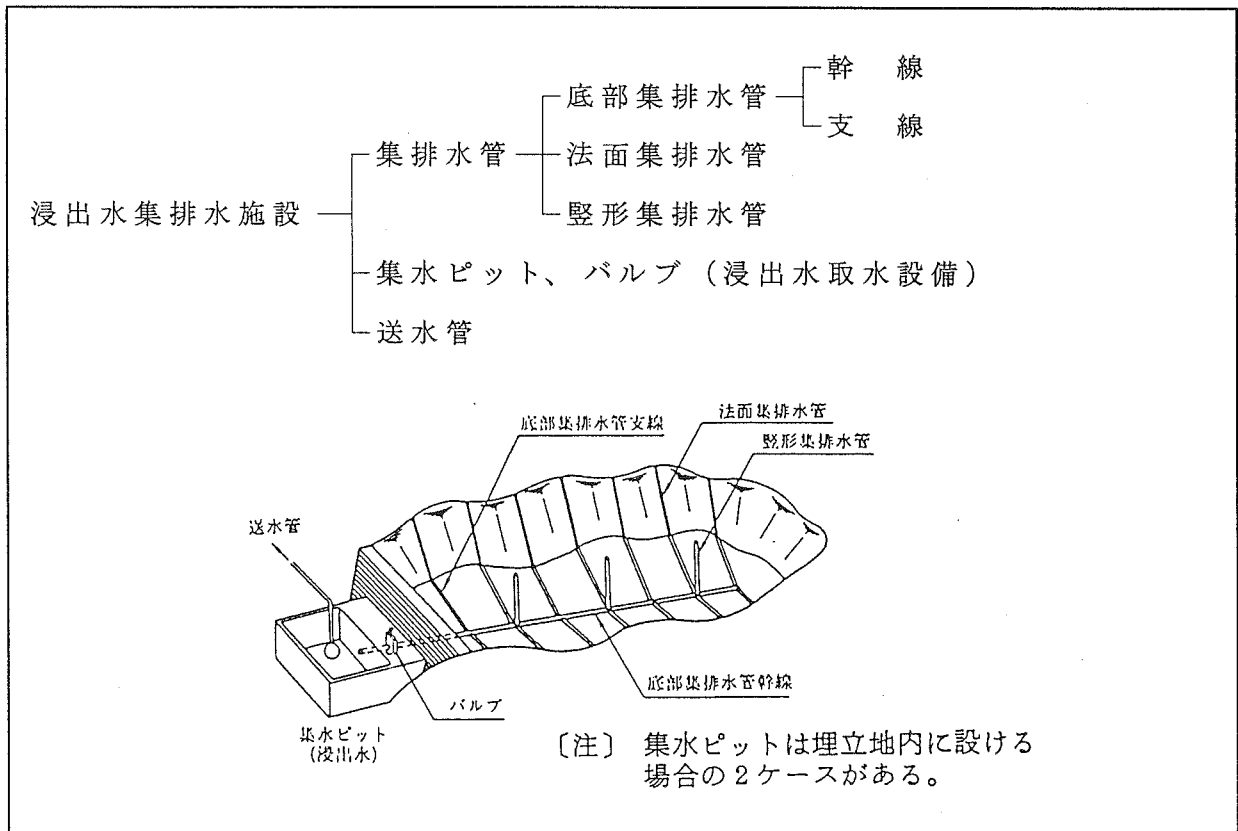 幹線
底部集排水管
支線
集排水管
法面集排水管
浸出水集排水施設
竪形集排水管
集水ピット、バルブ（浸出水取水設備）
送水管
法面集排水管
底部集排水管支線
竪形集排水管
送水管
底部集排水管幹線
バルブ
集水ピット
(浸出水)
〔注〕 集水ピットは埋立地内に設ける
場合の2ケースがある。